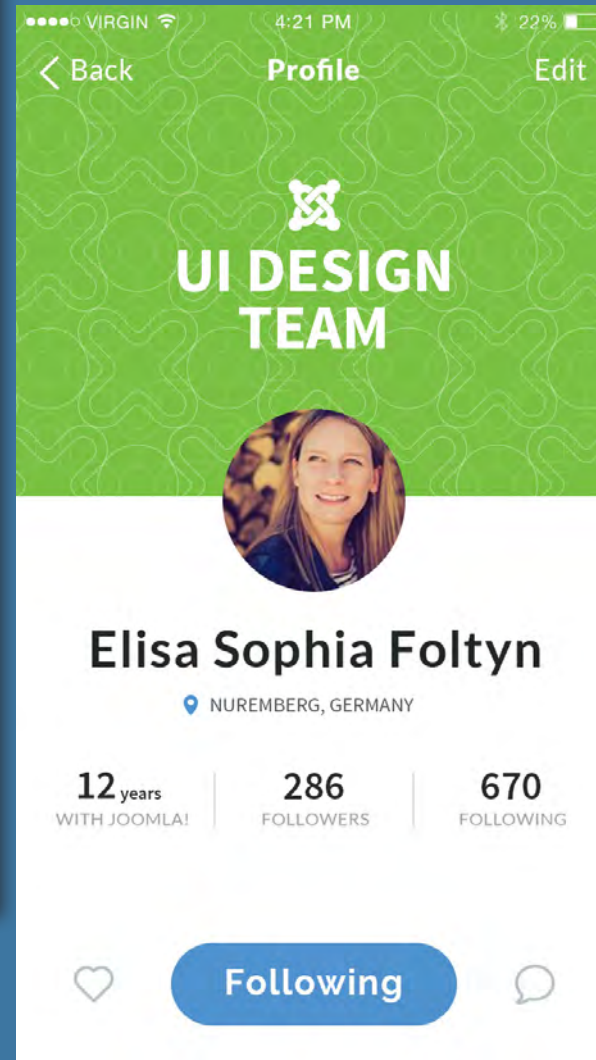 VIRGIN 4:21 PM 22%
Back Profile Edit
UI DESIGN
TEAM
Elisa Sophia Foltyn
NUREMBERG, GERMANY
12 years 286 670
WITH JOOMLA! FOLLOWERS FOLLOWING
Following